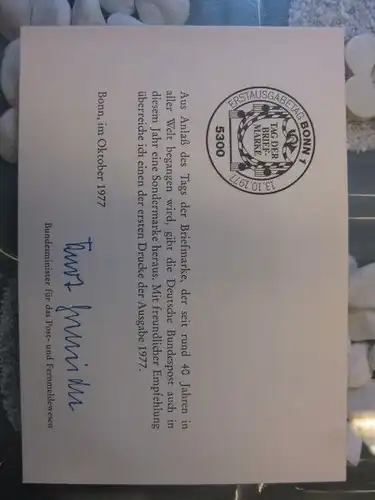 ERSTAUSGABETAG BONN 1
TAG DER
BRIEF-
MARKE
13.10.1977
5300
Aus Anlaß des Tags der Briefmarke, der seit rund 40 Jahren in
aller Welt begangen wird, gibt die Deutsche Bundespost auch in
diesem Jahr eine Sondermarke heraus. Mit freundlicher Empfehlung
überreiche ich einen der ersten Drucke der Ausgabe 1977.
Bonn, im Oktober 1977
Bundesminister für das Post- und Fernmeldewesen